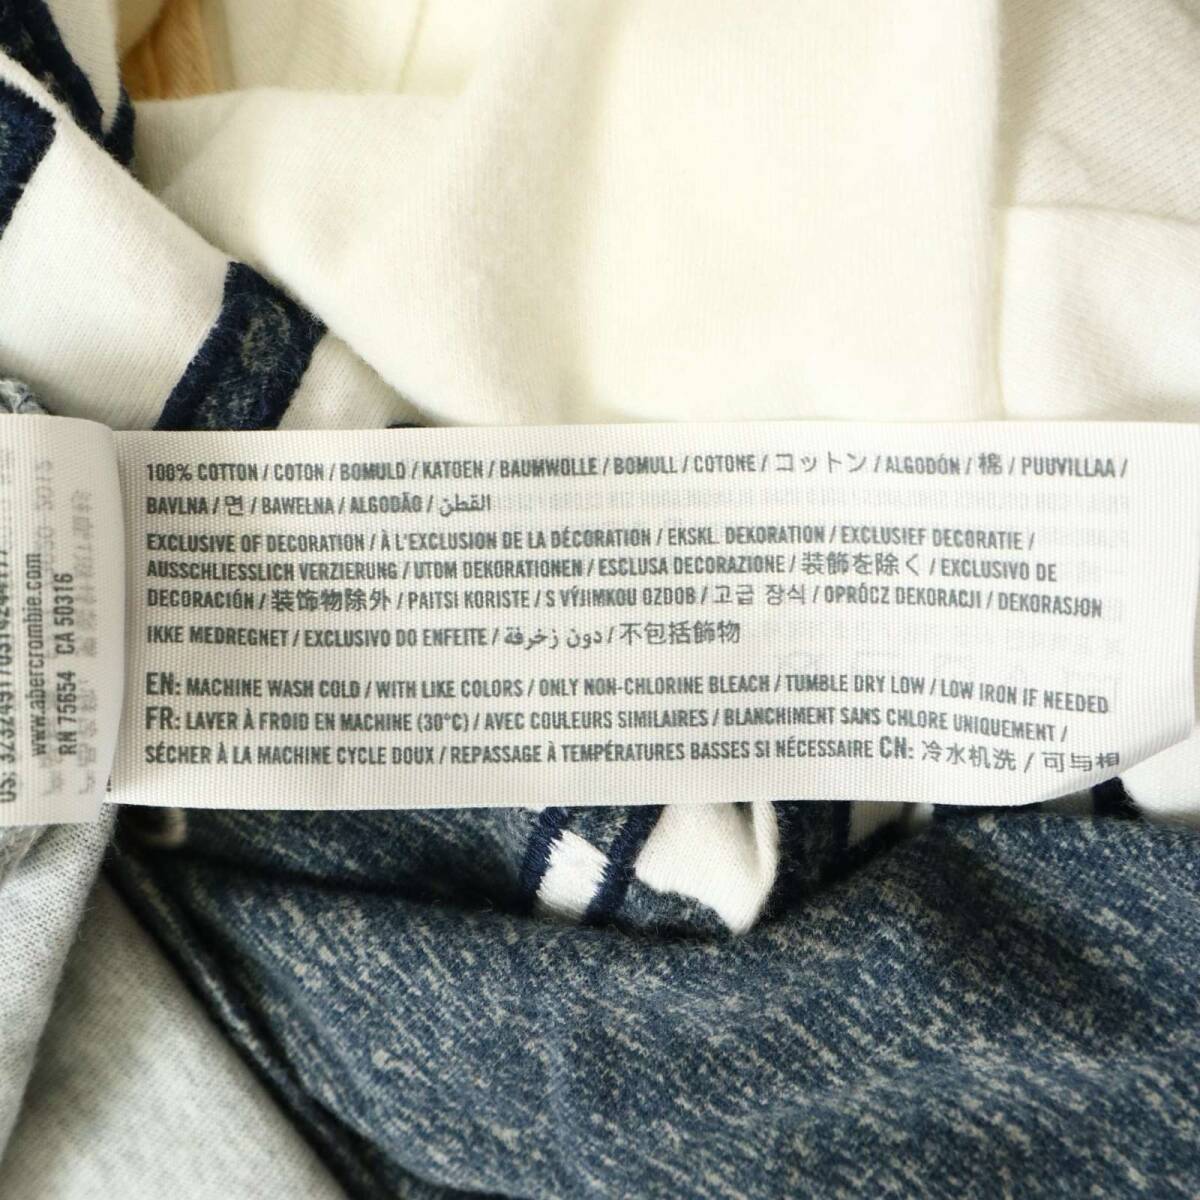 100% COTTON / COTON / BOMULD / KATOEN / BAUMWOLLE / BOMULL / COTONE / コットン / ALGODÓN / 棉 / PUUVILLAA /
BAVLNA / 면 / BAWEŁNA / ALGODÃO / القطن
EXCLUSIVE OF DECORATION / À L'EXCLUSION DE LA DÉCORATION / EKSKL. DEKORATION / EXCLUSIEF DECORATIE /
AUSSCHLIESSLICH VERZIERUNG / UTOM DEKORATIONEN / ESCLUSA DECORAZIONE / 装飾を除く / EXCLUSIVO DE
DECORACIÓN / 装饰物除外 / PAITSI KORISTE / S VÝJIMKOU OZDOB / 고급 장식 / OPRÓCZ DEKORACJI / DEKORASJON
IKKE MEDREGNET / EXCLUSIVO DO ENFEITE / دون زخرفة / 不包括飾物
EN: MACHINE WASH COLD / WITH LIKE COLORS / ONLY NON-CHLORINE BLEACH / TUMBLE DRY LOW / LOW IRON IF NEEDED
FR: LAVER À FROID EN MACHINE (30°C) / AVEC COULEURS SIMILAIRES / BLANCHIMENT SANS CHLORE UNIQUEMENT /
SÉCHER À LA MACHINE CYCLE DOUX / REPASSAGE À TEMPÉRATURES BASSES SI NÉCESSAIRE CN: 冷水机洗 / 可与相
www.abercrombie.com
RN 75654 CA 50316